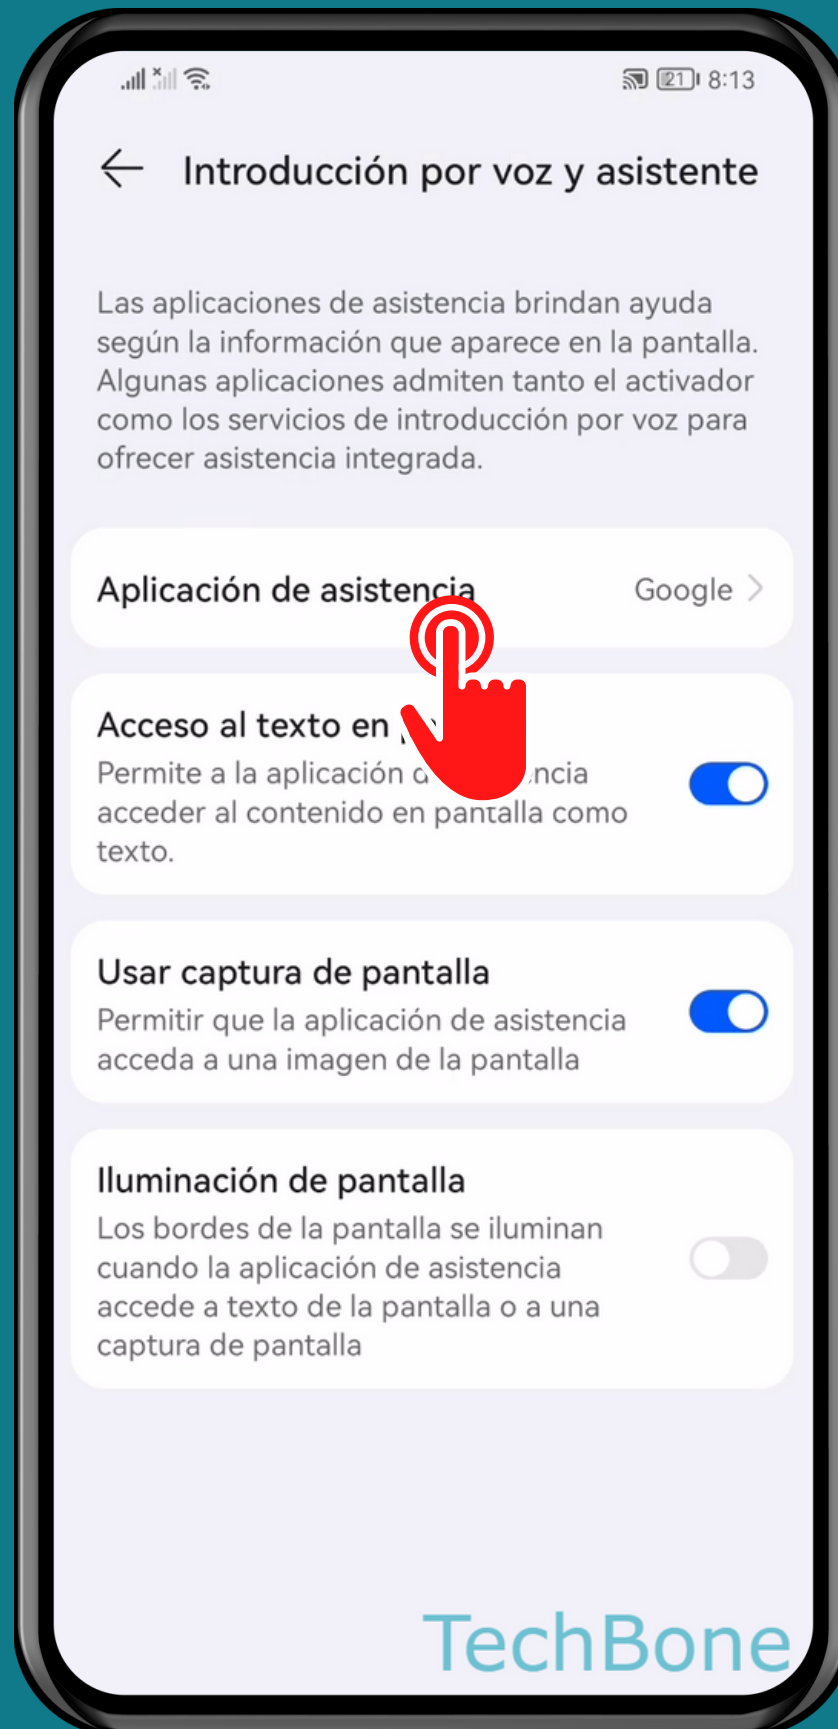 21 8:13
Introducción por voz y asistente
Las aplicaciones de asistencia brindan ayuda
según la información que aparece en la pantalla.
Algunas aplicaciones admiten tanto el activador
como los servicios de introducción por voz para
ofrecer asistencia integrada.
Aplicación de asistencia Google
Acceso al texto en
Permite a la aplicación
acceder al contenido en pantalla como
texto.
Usar captura de pantalla
Permitir que la aplicación de asistencia
acceda a una imagen de la pantalla
Iluminación de pantalla
Los bordes de la pantalla se iluminan
cuando la aplicación de asistencia
accede a texto de la pantalla o a una
captura de pantalla
TechBone